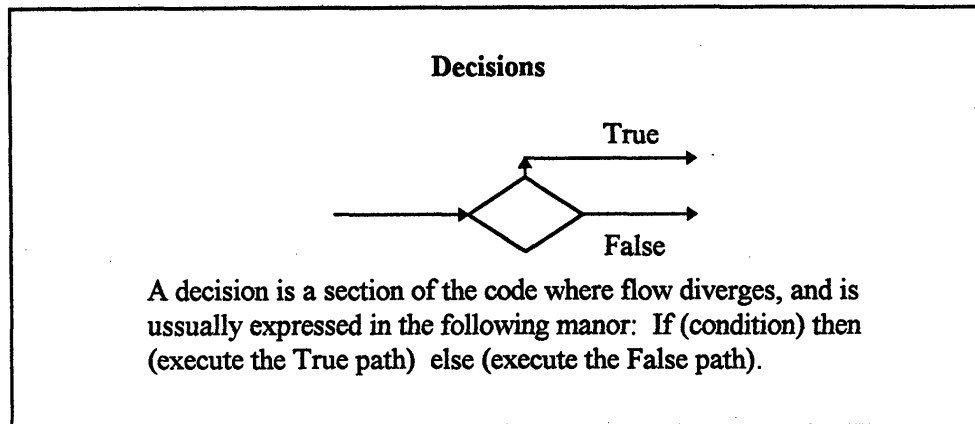 Decisions
True
False
A decision is a section of the code where flow diverges, and is
ussually expressed in the following manor: If (condition) then
(execute the True path) else (execute the False path).